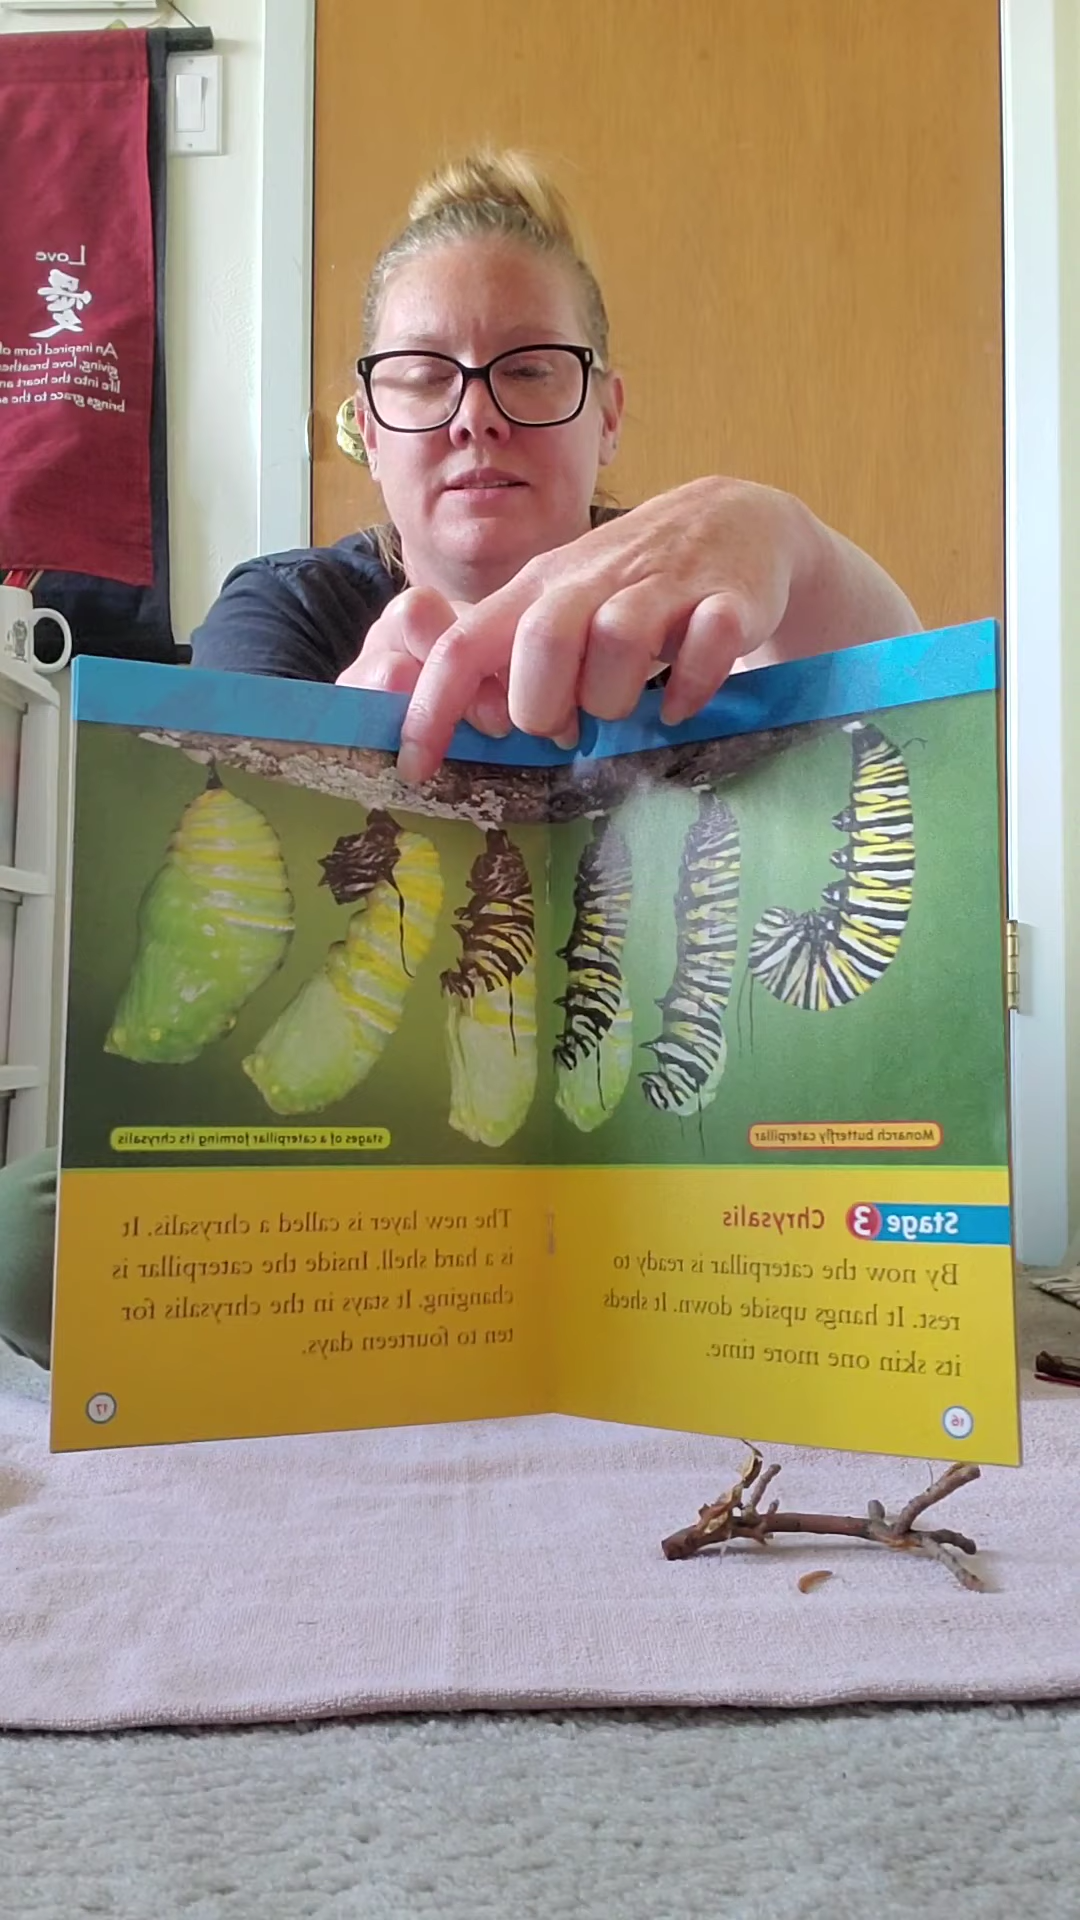 Love
愛
An inspired form of
giving, love breathes
life into the heart an
brings grace to the so
Monarch butterfly caterpillar
stages of a caterpillar forming its chrysalis
Stage 3 Chrysalis
By now the caterpillar is ready to
rest. It hangs upside down. It sheds
its skin one more time.
16
The new layer is called a chrysalis. It
is a hard shell. Inside the caterpillar is
changing. It stays in the chrysalis for
ten to fourteen days.
17